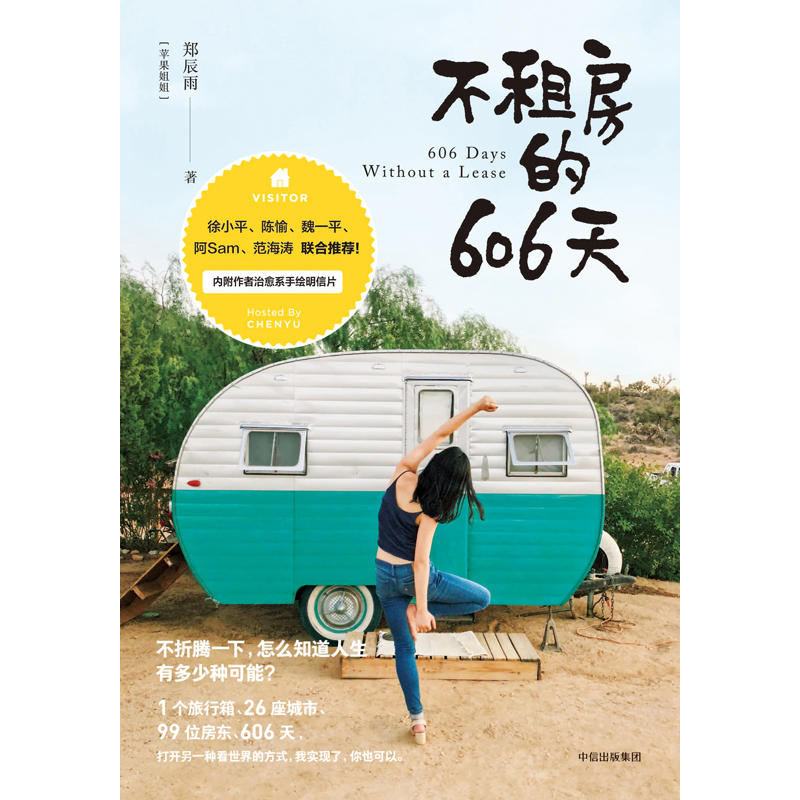 不租房
的
606天
606 Days
Without a Lease
郑辰雨
[苹果姐姐]
著
VISITOR
徐小平、陈愉、魏一平、
阿Sam、范海涛 联合推荐!
内附作者治愈系手绘明信片
Hosted By
CHENYU
不折腾一下,怎么知道人生
有多少种可能?
1个旅行箱、26座城市、
99位房东、606天,
打开另一种看世界的方式,我实现了,你也可以。
中信出版集团